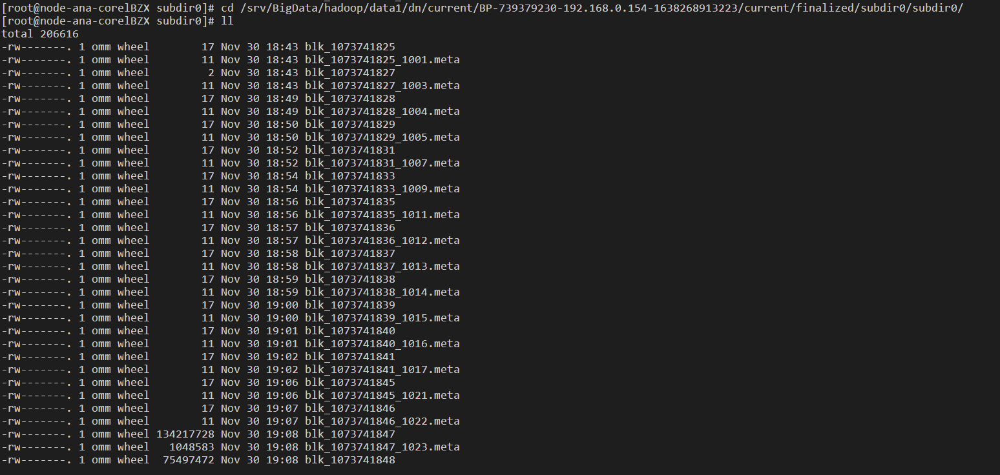 [root@node-ana-corelBZX subdir0]# cd /srv/BigData/hadoop/data1/dn/current/BP-739379230-192.168.0.154-1638268913223/current/finalized/subdir0/subdir0/
[root@node-ana-corelBZX subdir0]# ll
total 206616
-rw-------. 1 omm wheel        17 Nov 30 18:43 blk_1073741825
-rw-------. 1 omm wheel        11 Nov 30 18:43 blk_1073741825_1001.meta
-rw-------. 1 omm wheel         2 Nov 30 18:43 blk_1073741827
-rw-------. 1 omm wheel        11 Nov 30 18:43 blk_1073741827_1003.meta
-rw-------. 1 omm wheel        17 Nov 30 18:49 blk_1073741828
-rw-------. 1 omm wheel        11 Nov 30 18:49 blk_1073741828_1004.meta
-rw-------. 1 omm wheel        17 Nov 30 18:50 blk_1073741829
-rw-------. 1 omm wheel        11 Nov 30 18:50 blk_1073741829_1005.meta
-rw-------. 1 omm wheel        17 Nov 30 18:52 blk_1073741831
-rw-------. 1 omm wheel        11 Nov 30 18:52 blk_1073741831_1007.meta
-rw-------. 1 omm wheel        17 Nov 30 18:54 blk_1073741833
-rw-------. 1 omm wheel        11 Nov 30 18:54 blk_1073741833_1009.meta
-rw-------. 1 omm wheel        17 Nov 30 18:56 blk_1073741835
-rw-------. 1 omm wheel        11 Nov 30 18:56 blk_1073741835_1011.meta
-rw-------. 1 omm wheel        17 Nov 30 18:57 blk_1073741836
-rw-------. 1 omm wheel        11 Nov 30 18:57 blk_1073741836_1012.meta
-rw-------. 1 omm wheel        17 Nov 30 18:58 blk_1073741837
-rw-------. 1 omm wheel        11 Nov 30 18:58 blk_1073741837_1013.meta
-rw-------. 1 omm wheel        17 Nov 30 18:59 blk_1073741838
-rw-------. 1 omm wheel        11 Nov 30 18:59 blk_1073741838_1014.meta
-rw-------. 1 omm wheel        17 Nov 30 19:00 blk_1073741839
-rw-------. 1 omm wheel        11 Nov 30 19:00 blk_1073741839_1015.meta
-rw-------. 1 omm wheel        17 Nov 30 19:01 blk_1073741840
-rw-------. 1 omm wheel        11 Nov 30 19:01 blk_1073741840_1016.meta
-rw-------. 1 omm wheel        17 Nov 30 19:02 blk_1073741841
-rw-------. 1 omm wheel        11 Nov 30 19:02 blk_1073741841_1017.meta
-rw-------. 1 omm wheel        17 Nov 30 19:06 blk_1073741845
-rw-------. 1 omm wheel        11 Nov 30 19:06 blk_1073741845_1021.meta
-rw-------. 1 omm wheel        17 Nov 30 19:07 blk_1073741846
-rw-------. 1 omm wheel        11 Nov 30 19:07 blk_1073741846_1022.meta
-rw-------. 1 omm wheel 134217728 Nov 30 19:08 blk_1073741847
-rw-------. 1 omm wheel   1048583 Nov 30 19:08 blk_1073741847_1023.meta
-rw-------. 1 omm wheel  75497472 Nov 30 19:08 blk_1073741848